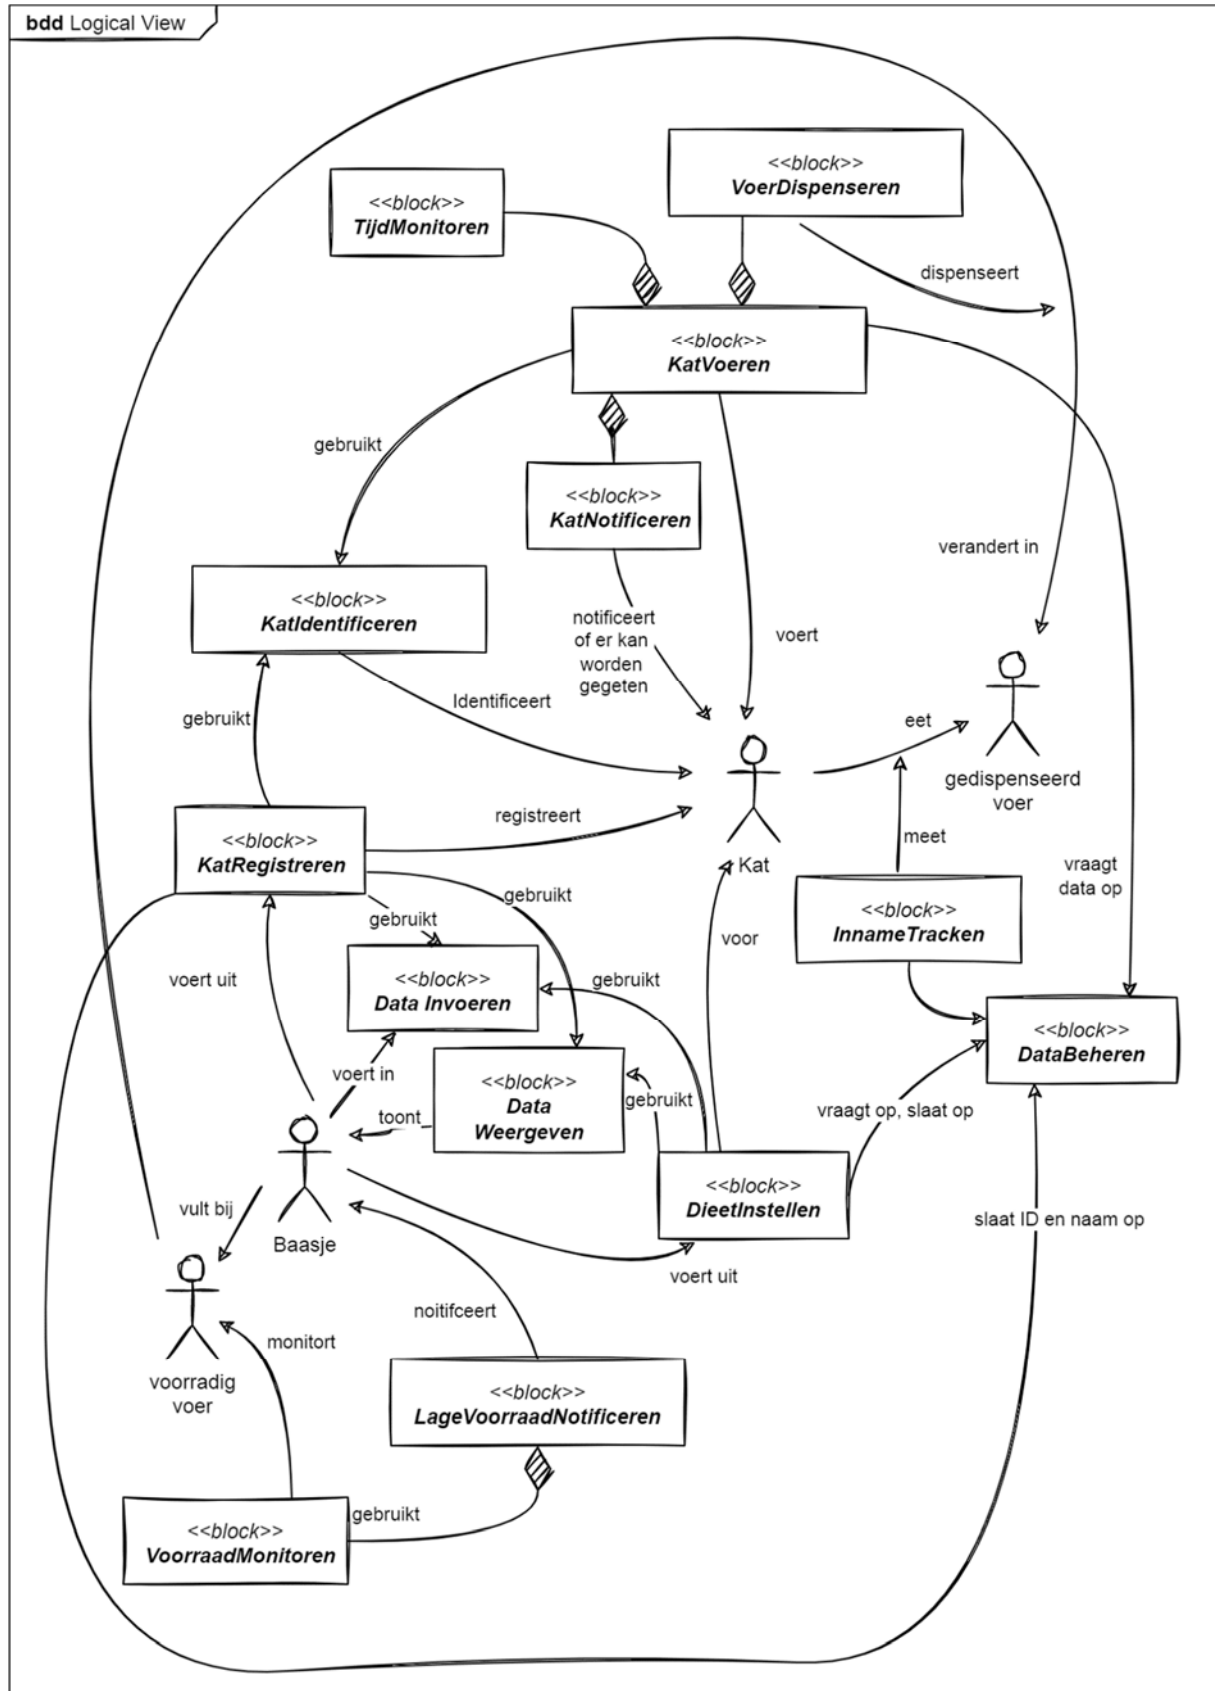 bdd Logical View
<<block>>
VoerDispenseren
<<block>>
TijdMonitoren
dispenseert
<<block>>
KatVoeren
gebruikt
<<block>>
KatNotificeren
verandert in
<<block>>
KatIdentificeren
notificeert
of er kan
worden
gegeten
voert
Identificeert
gebruikt
eet
gedispenseerd
voer
registreert
<<block>>
KatRegistreren
meet
Kat
vraagt
data op
gebruikt
gebruikt
<<block>>
InnameTracken
voor
voert uit
<<block>>
Data Invoeren
gebruikt
<<block>>
DataBeheren
voert in
<<block>>
Data
Weergeven
gebruikt
toont
vraagt op, slaat op
<<block>>
DieetInstellen
vult bij
Baasje
slaat ID en naam op
voert uit
noitifceert
monitort
voorradig
voer
<<block>>
LageVoorraadNotificeren
gebruikt
<<block>>
VoorraadMonitoren